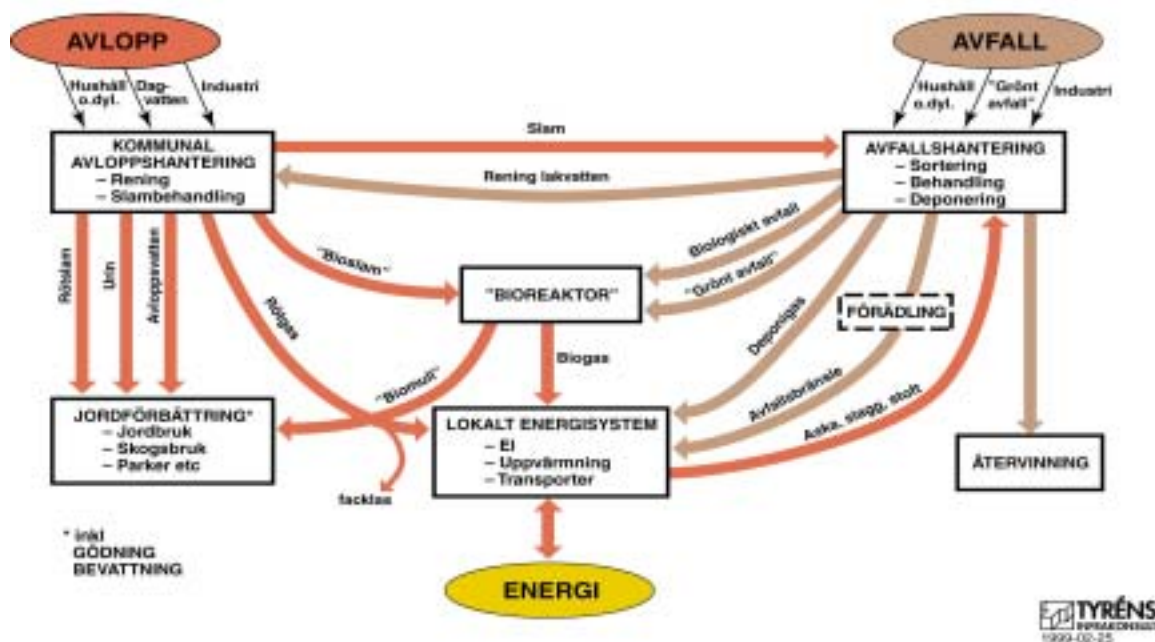 AVLOPP
AVFALL
Hushåll
o.dyl.
Dag-
vatten
Industri
Hushåll
o.dyl.
"Grönt
avfall"
Industri
KOMMUNAL
AVLOPPSHANTERING
– Rening
– Slambehandling
Slam
Rening lakvatten
AVFALLSHANTERING
– Sortering
– Behandling
– Deponering
Rötslam
Urin
Avloppsvatten
Rötgas
"Bioslam"
Biologiskt avfall
"Grönt avfall"
"BIOREAKTOR"
Deponigas
FÖRÄDLING
Biogas
"Biomull"
Avfallsbränsle
Aska, slagg, stoft
JORDFÖRBÄTTRING*
– Jordbruk
– Skogsbruk
– Parker etc
LOKALT ENERGISYSTEM
– El
– Uppvärmning
– Transporter
ÅTERVINNING
facklas
* inkl
GÖDNING
BEVATTNING
ENERGI
TYRÉNS
INFRAKONSULT
1999-02-25